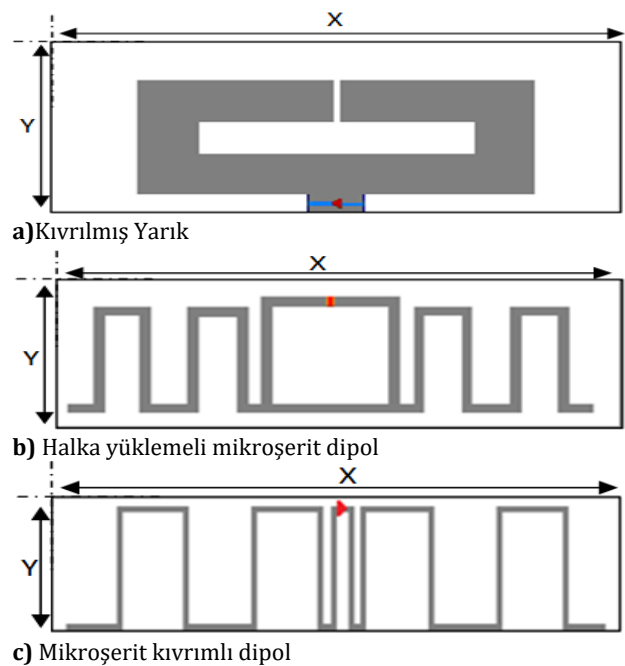 X
Y
a)Kıvrılmış Yarık
X
Y
b) Halka yüklemeli mikroşerit dipol
X
Y
c) Mikroşerit kıvrımlı dipol